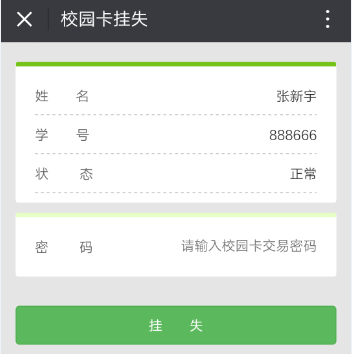 校园卡挂失
姓 名 张新宇
学 号 888666
状 态 正常
密 码 请输入校园卡交易密码
挂 失